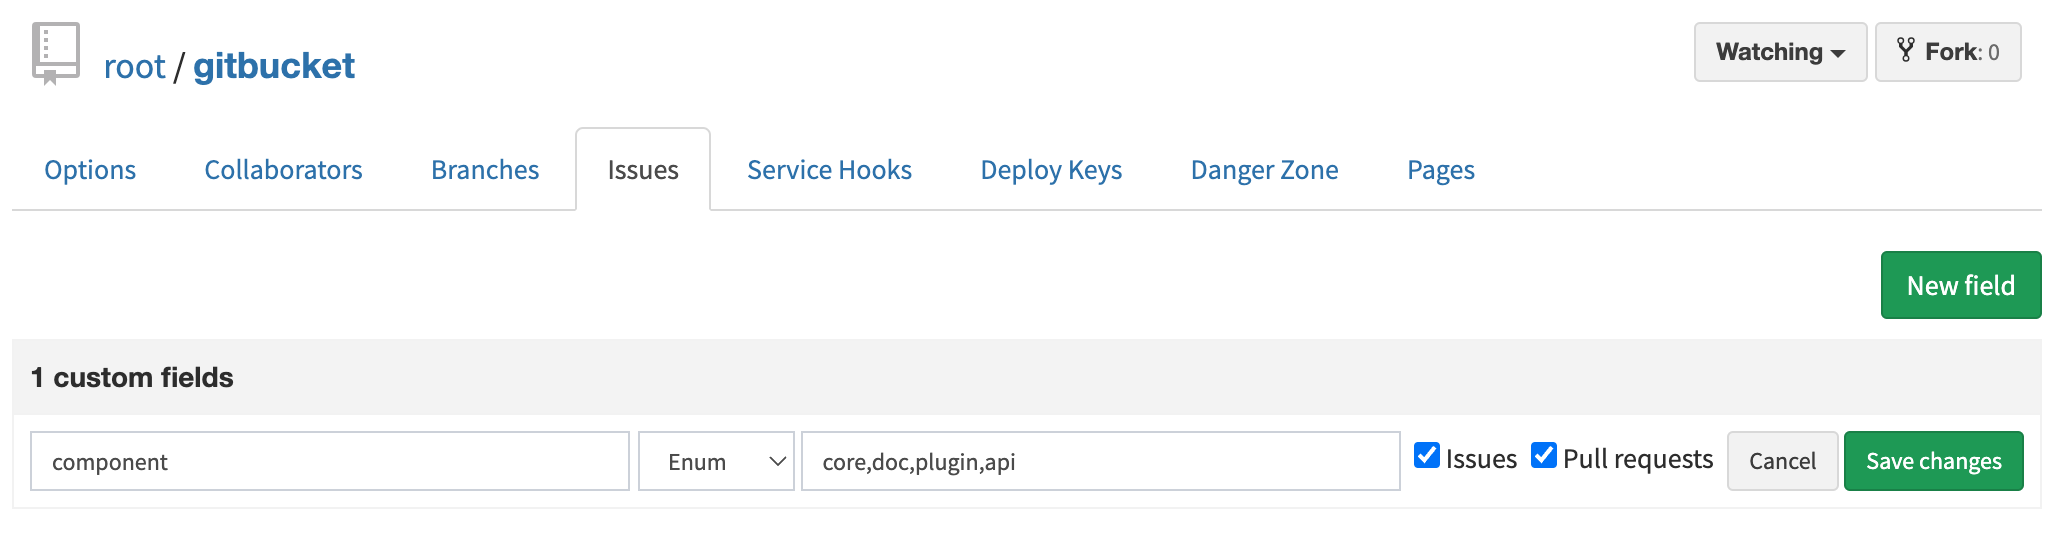 root / gitbucket
Watching
Fork: 0
Options Collaborators Branches Issues Service Hooks Deploy Keys Danger Zone Pages
New field
1 custom fields
component Enum core,doc,plugin,api Issues Pull requests Cancel Save changes